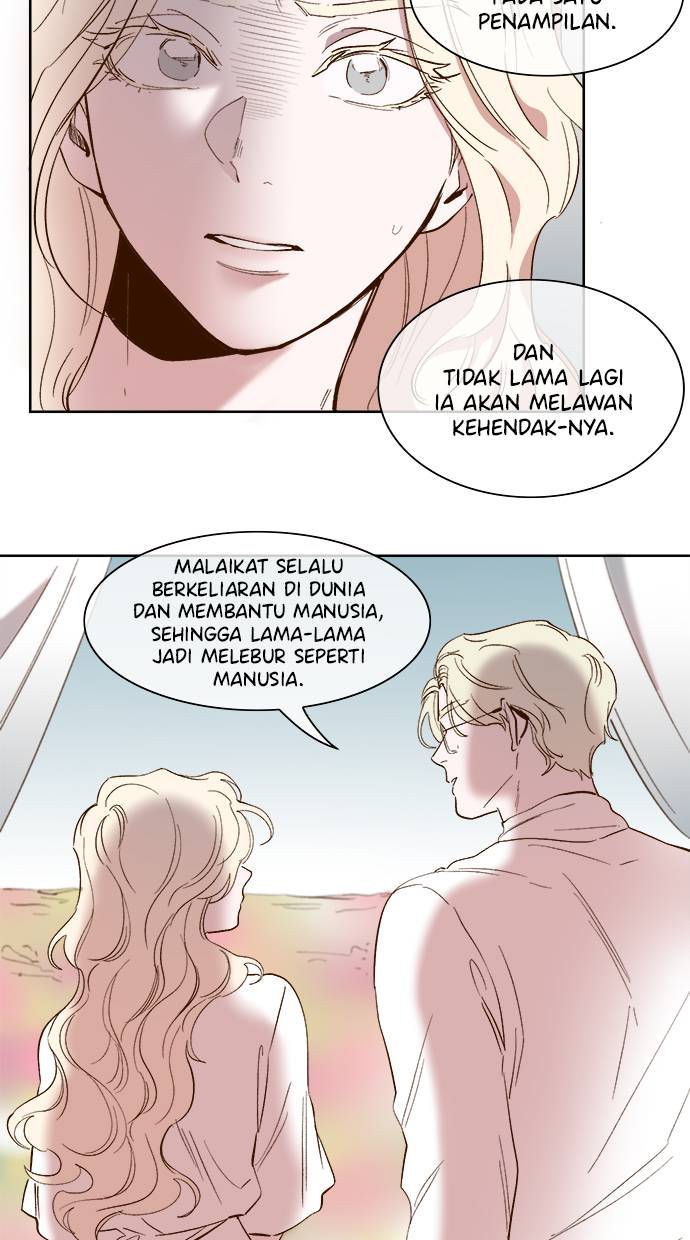 PENAMPILAN.
DAN
TIDAK LAMA LAGI
IA AKAN MELAWAN
KEHENDAK-NYA.
MALAIKAT SELALU
BERKELIARAN DI DUNIA
DAN MEMBANTU MANUSIA,
SEHINGGA LAMA-LAMA
JADI MELEBUR SEPERTI
MANUSIA.